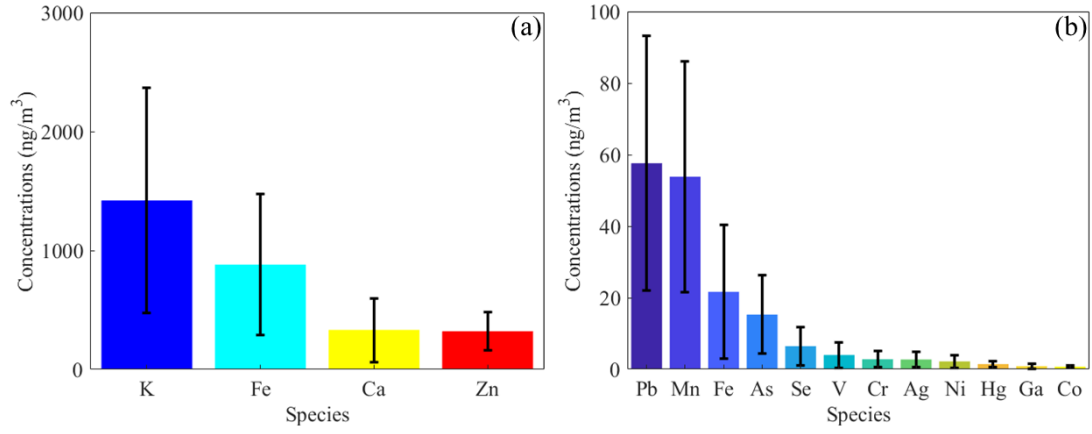 (a)
Concentrations (ng/m³)
3000
2000
1000
0
K Fe Ca Zn
Species
(b)
Concentrations (ng/m³)
100
80
60
40
20
0
Pb Mn Fe As Se V Cr Ag Ni Hg Ga Co
Species